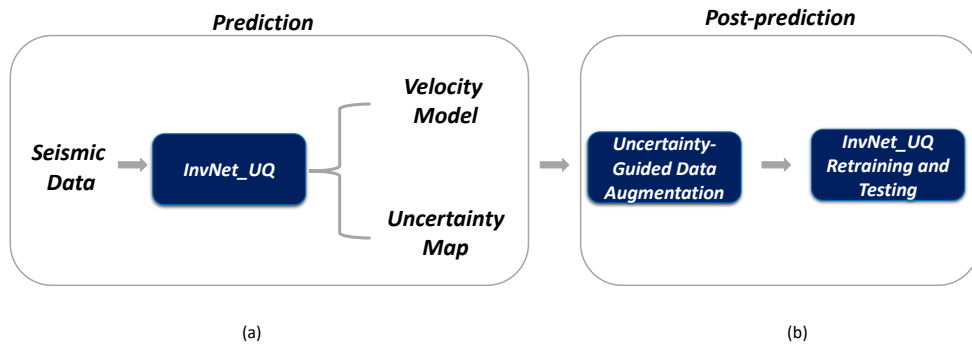 Prediction
Post-prediction
Seismic
Data
InvNet_UQ
Velocity
Model
Uncertainty
Map
Uncertainty-
Guided Data
Augmentation
InvNet_UQ
Retraining and
Testing
(a)
(b)